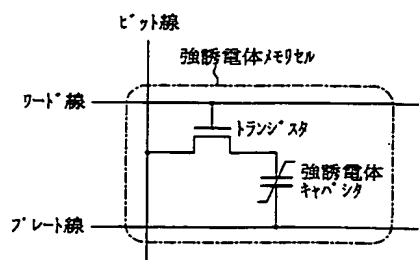 ビット線
強誘電体メモリセル
ワード線
トランジスタ
強誘電体
キャパシタ
プレート線